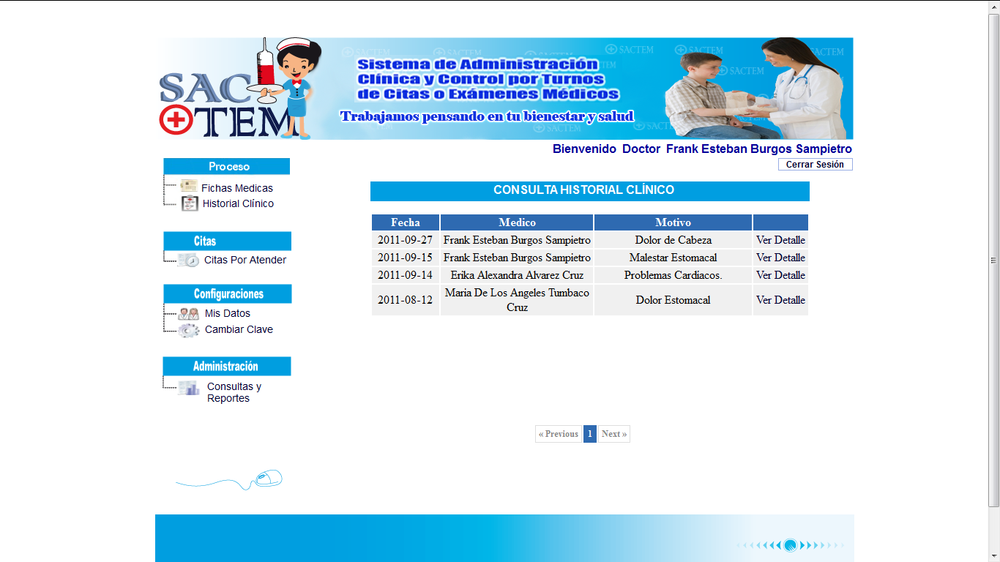 SACTEM
SACTEM
SACTEM
SACTEM
SACTEM
SACTEM
SAC
TEM
Sistema de Administración
Clínica y Control por Turnos
de Citas o Exámenes Médicos
Trabajamos pensando en tu bienestar y salud
SACTEM
SACTEM
Bienvenido Doctor Frank Esteban Burgos Sampietro
Cerrar Sesión
Proceso
Fichas Medicas
Historial Clínico
Citas
Citas Por Atender
Configuraciones
Mis Datos
Cambiar Clave
Administración
Consultas y
Reportes
CONSULTA HISTORIAL CLÍNICO
Fecha Medico Motivo
2011-09-27 Frank Esteban Burgos Sampietro Dolor de Cabeza Ver Detalle
2011-09-15 Frank Esteban Burgos Sampietro Malestar Estomacal Ver Detalle
2011-09-14 Erika Alexandra Alvarez Cruz Problemas Cardíacos. Ver Detalle
2011-08-12 Maria De Los Angeles Tumbaco Dolor Estomacal Ver Detalle
Cruz
« Previous 1 Next »